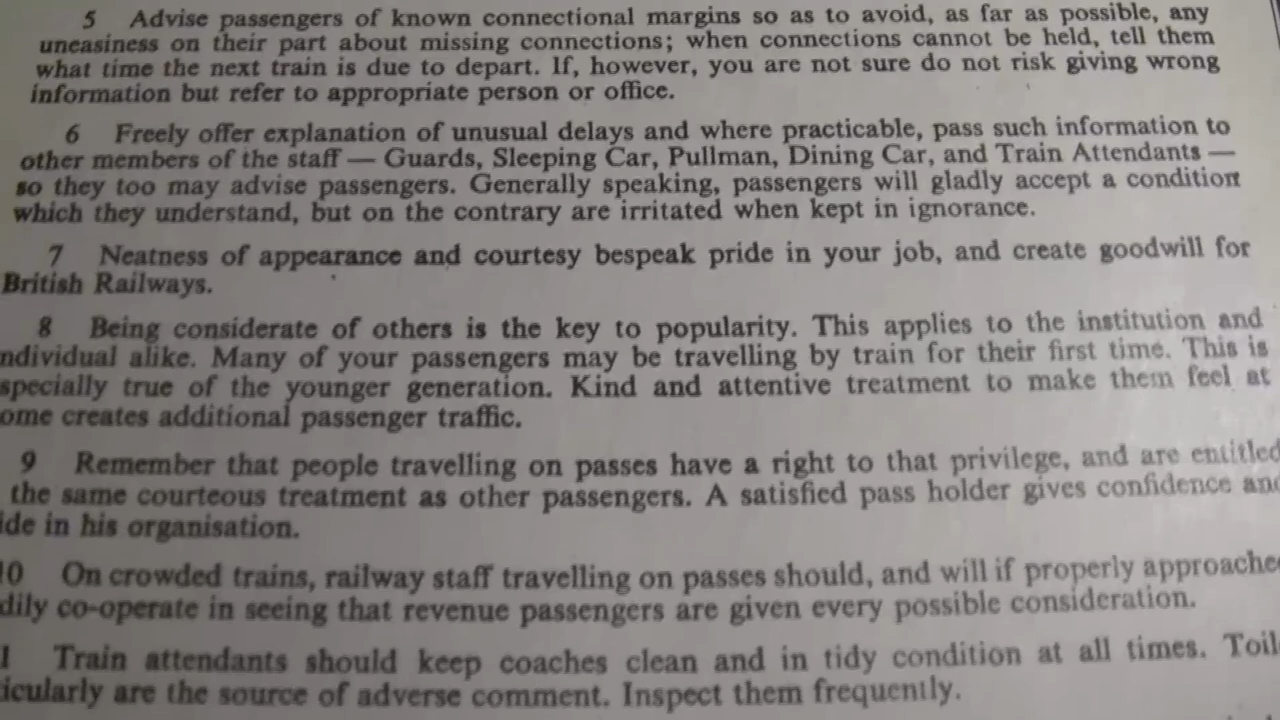 5 Advise passengers of known connectional margins so as to avoid, as far as possible, any
uneasiness on their part about missing connections; when connections cannot be held, tell them
what time the next train is due to depart. If, however, you are not sure do not risk giving wrong
information but refer to appropriate person or office.
6 Freely offer explanation of unusual delays and where practicable, pass such information to
other members of the staff — Guards, Sleeping Car, Pullman, Dining Car, and Train Attendants —
so they too may advise passengers. Generally speaking, passengers will gladly accept a condition
which they understand, but on the contrary are irritated when kept in ignorance.
7 Neatness of appearance and courtesy bespeak pride in your job, and create goodwill for
British Railways.
8 Being considerate of others is the key to popularity. This applies to the institution and
ndividual alike. Many of your passengers may be travelling by train for their first time. This is
specially true of the younger generation. Kind and attentive treatment to make them feel at
ome creates additional passenger traffic.
9 Remember that people travelling on passes have a right to that privilege, and are entitled
the same courteous treatment as other passengers. A satisfied pass holder gives confidence and
ide in his organisation.
10 On crowded trains, railway staff travelling on passes should, and will if properly approache
dily co-operate in seeing that revenue passengers are given every possible consideration.
1 Train attendants should keep coaches clean and in tidy condition at all times. Toil
icularly are the source of adverse comment. Inspect them frequently.